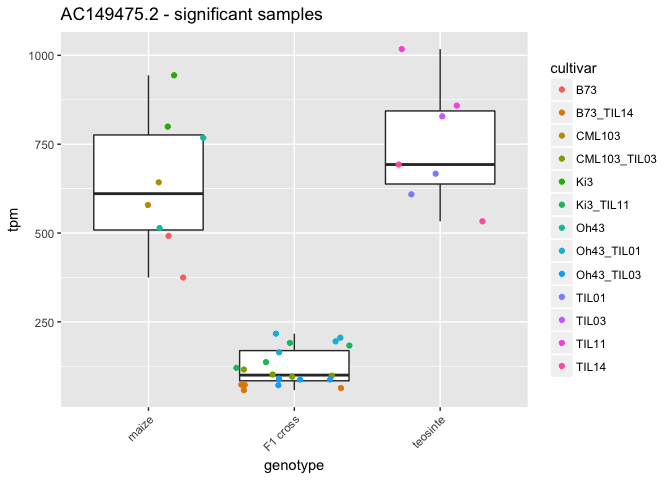 AC149475.2 - significant samples
1000
750
500
250
tpm
maize
F1 cross
teosinte
genotype
cultivar
B73
B73_TIL14
CML103
CML103_TIL03
Ki3
Ki3_TIL11
Oh43
Oh43_TIL01
Oh43_TIL03
TIL01
TIL03
TIL11
TIL14